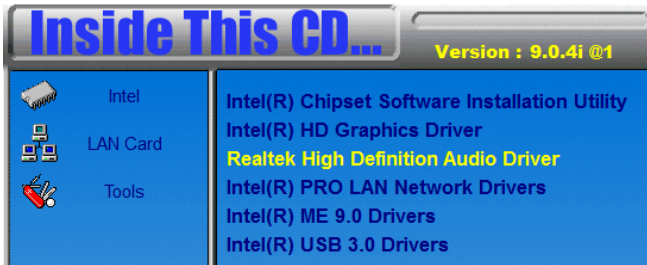 Inside This CD...
Version : 9.0.4i @1
Intel
LAN Card
Tools
Intel(R) Chipset Software Installation Utility
Intel(R) HD Graphics Driver
Realtek High Definition Audio Driver
Intel(R) PRO LAN Network Drivers
Intel(R) ME 9.0 Drivers
Intel(R) USB 3.0 Drivers